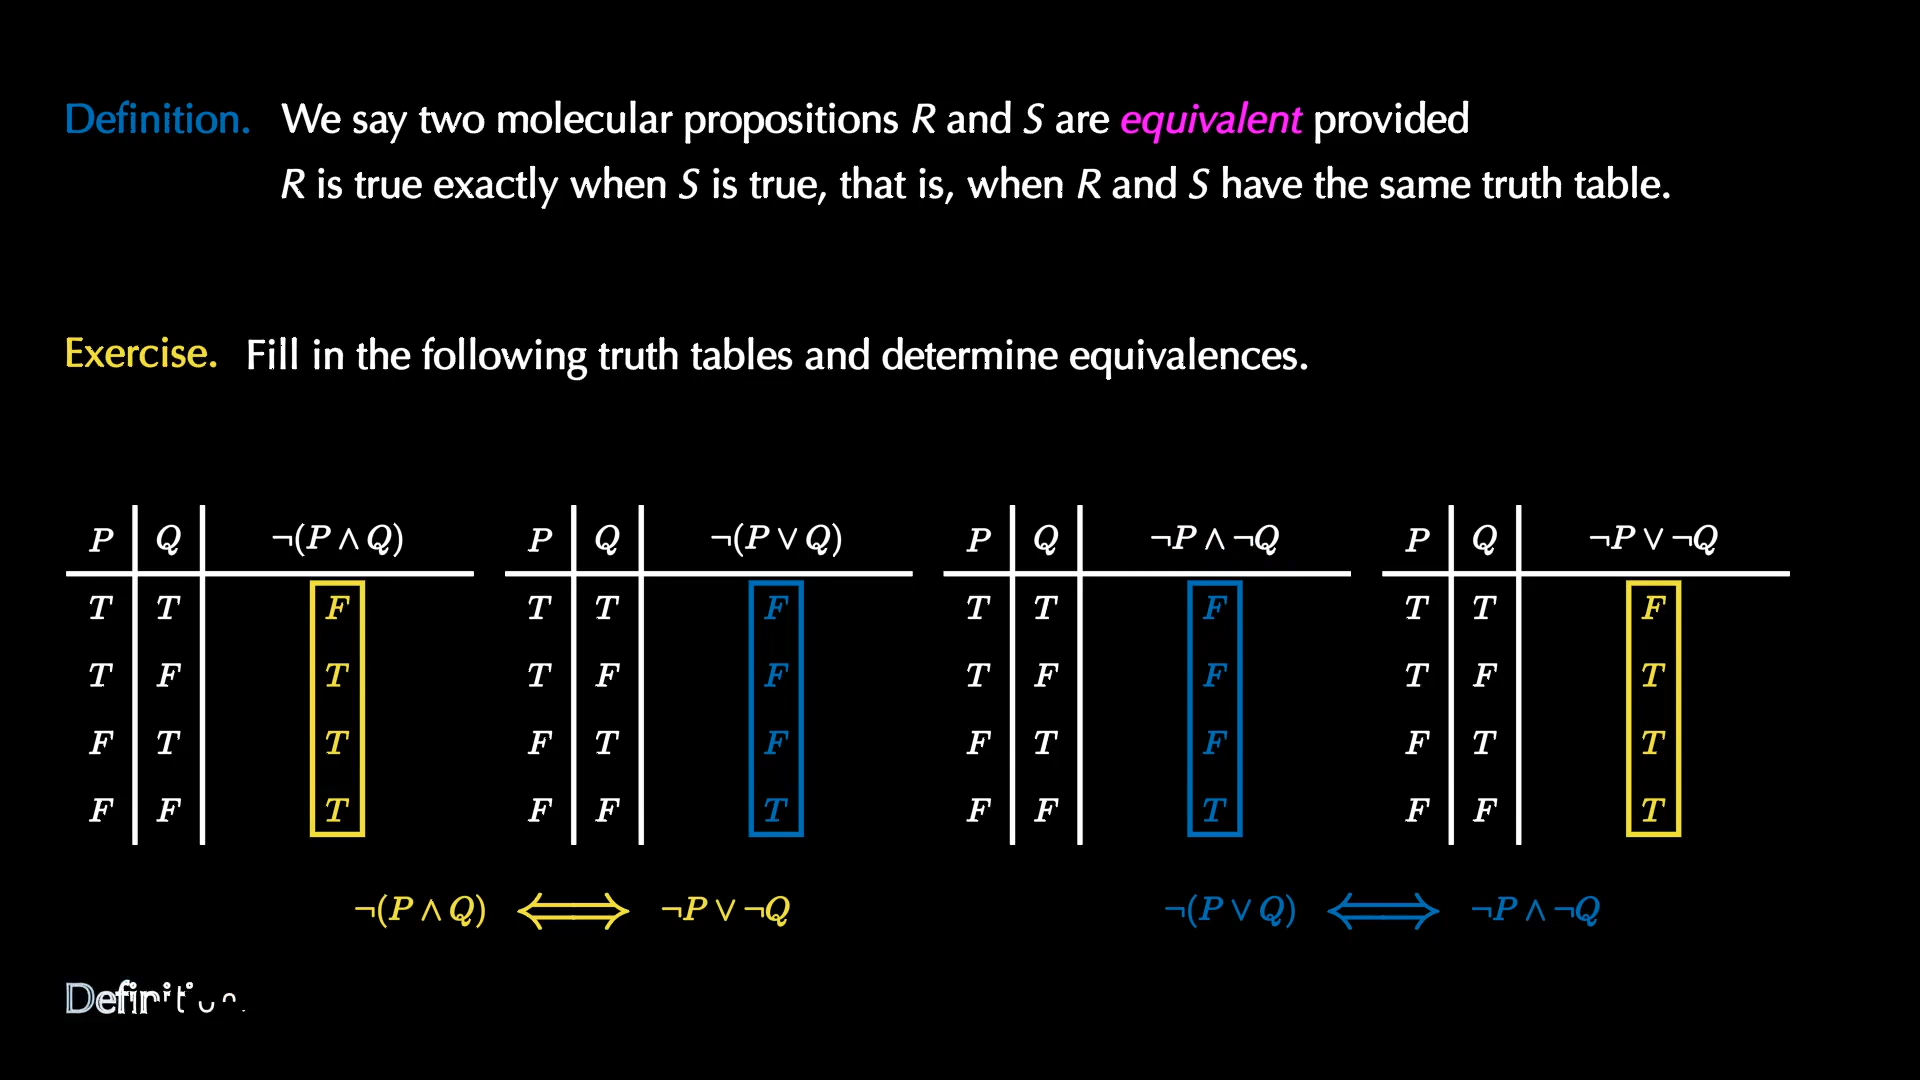 Definition. We say two molecular propositions R and S are equivalent provided
R is true exactly when S is true, that is, when R and S have the same truth table.
Exercise. Fill in the following truth tables and determine equivalences.
P Q ¬(P ∧ Q) P Q ¬(P ∨ Q) P Q ¬P ∧ ¬Q P Q ¬P ∨ ¬Q
T T F T T F T T F T T F
T F T T F F T F F T F T
F T T F T F F T F F T T
F F T F F T F F T F F T
¬(P ∧ Q) ⟺ ¬P ∨ ¬Q ¬(P ∨ Q) ⟺ ¬P ∧ ¬Q